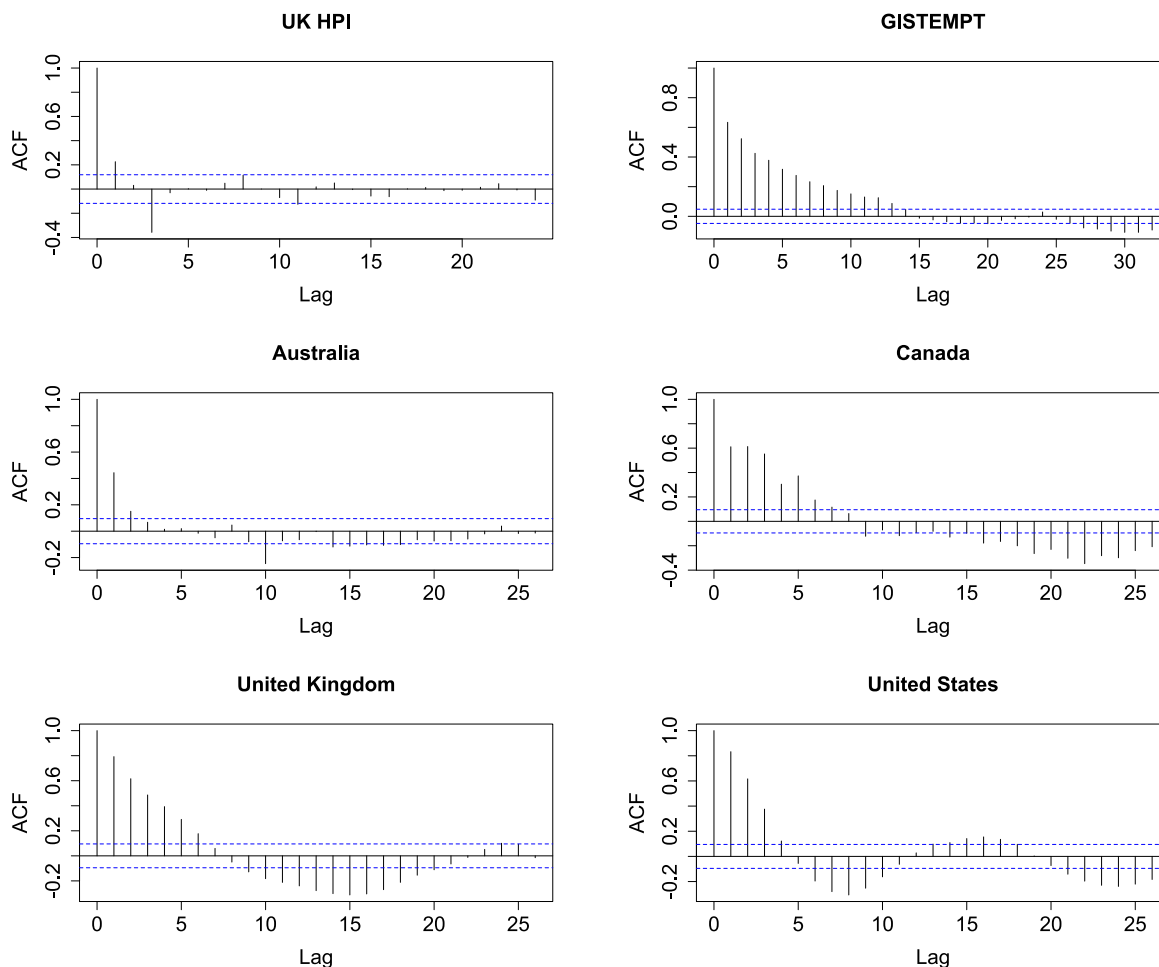 UK HPI
ACF
-0.4 0.2 0.6 1.0
0 5 10 15 20
Lag
GISTEMPT
ACF
0.0 0.4 0.8
0 5 10 15 20 25 30
Lag
Australia
ACF
-0.2 0.2 0.6 1.0
0 5 10 15 20 25
Lag
Canada
ACF
-0.4 0.2 0.6 1.0
0 5 10 15 20 25
Lag
United Kingdom
ACF
-0.2 0.2 0.6 1.0
0 5 10 15 20 25
Lag
United States
ACF
-0.2 0.2 0.6 1.0
0 5 10 15 20 25
Lag